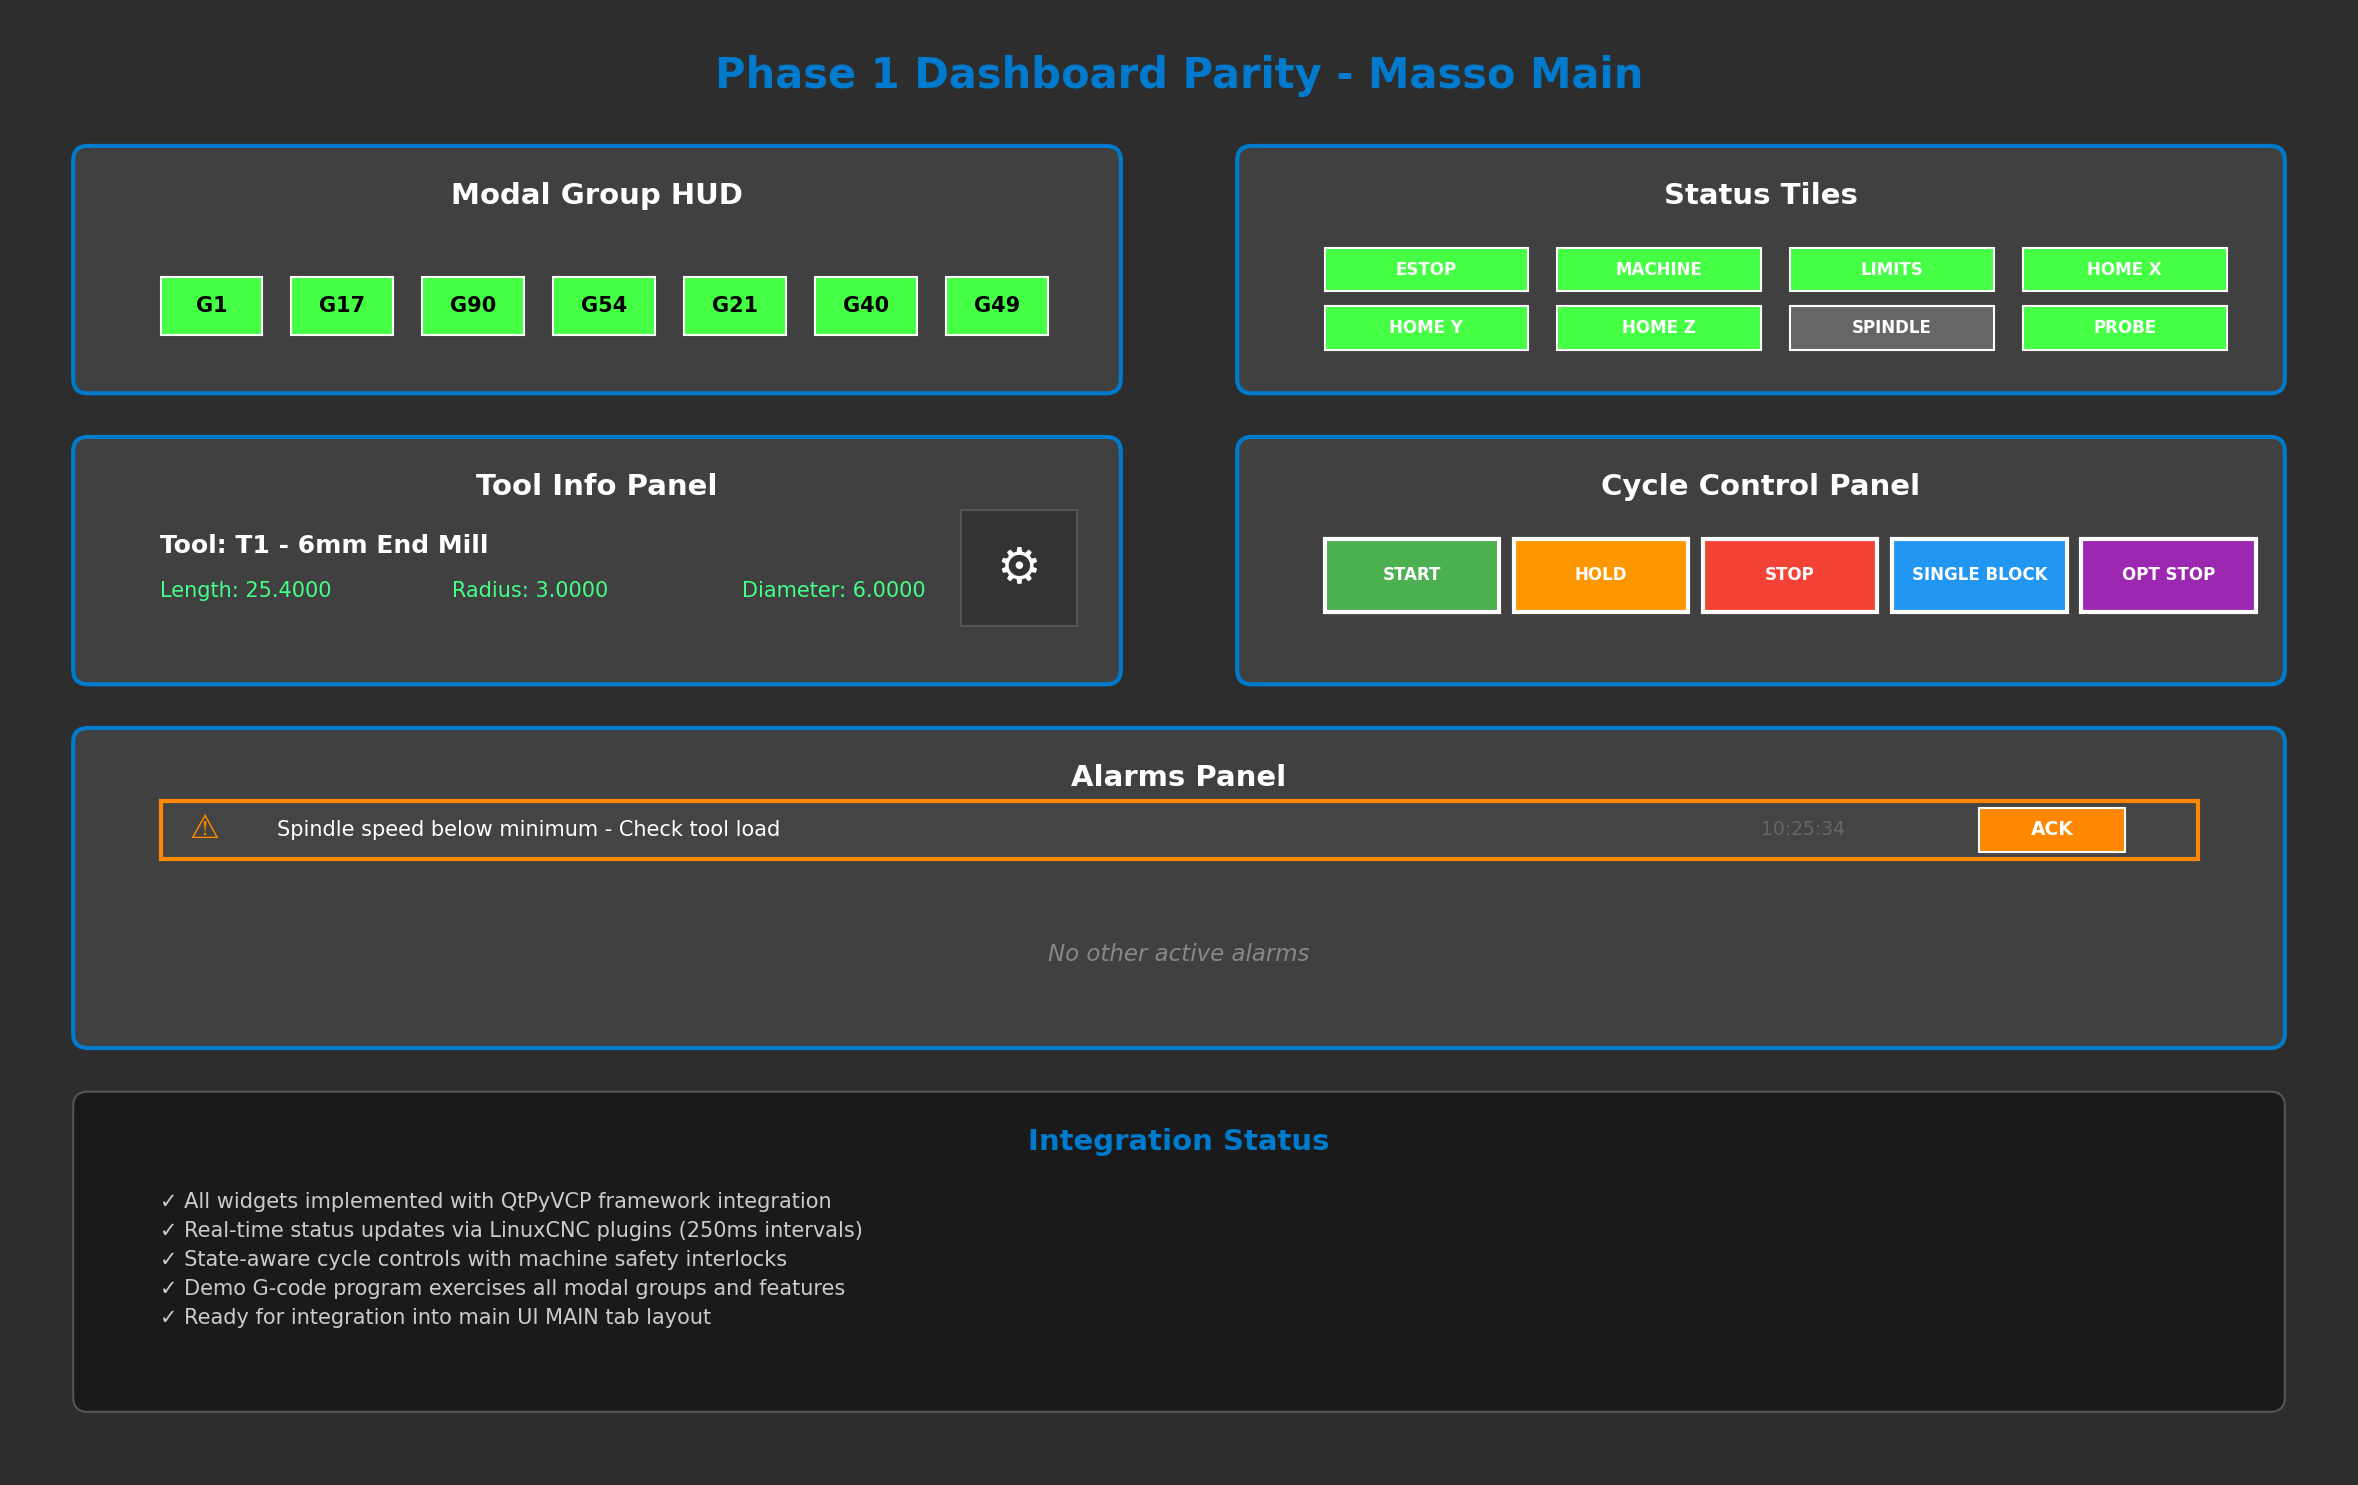 Phase 1 Dashboard Parity - Masso Main
Modal Group HUD
G1 G17 G90 G54 G21 G40 G49
Status Tiles
ESTOP MACHINE LIMITS HOME X
HOME Y HOME Z SPINDLE PROBE
Tool Info Panel
Tool: T1 - 6mm End Mill
Length: 25.4000 Radius: 3.0000 Diameter: 6.0000
Cycle Control Panel
START HOLD STOP SINGLE BLOCK OPT STOP
Alarms Panel
⚠ Spindle speed below minimum - Check tool load 10:25:34 ACK
No other active alarms
Integration Status
✓ All widgets implemented with QtPyVCP framework integration
✓ Real-time status updates via LinuxCNC plugins (250ms intervals)
✓ State-aware cycle controls with machine safety interlocks
✓ Demo G-code program exercises all modal groups and features
✓ Ready for integration into main UI MAIN tab layout